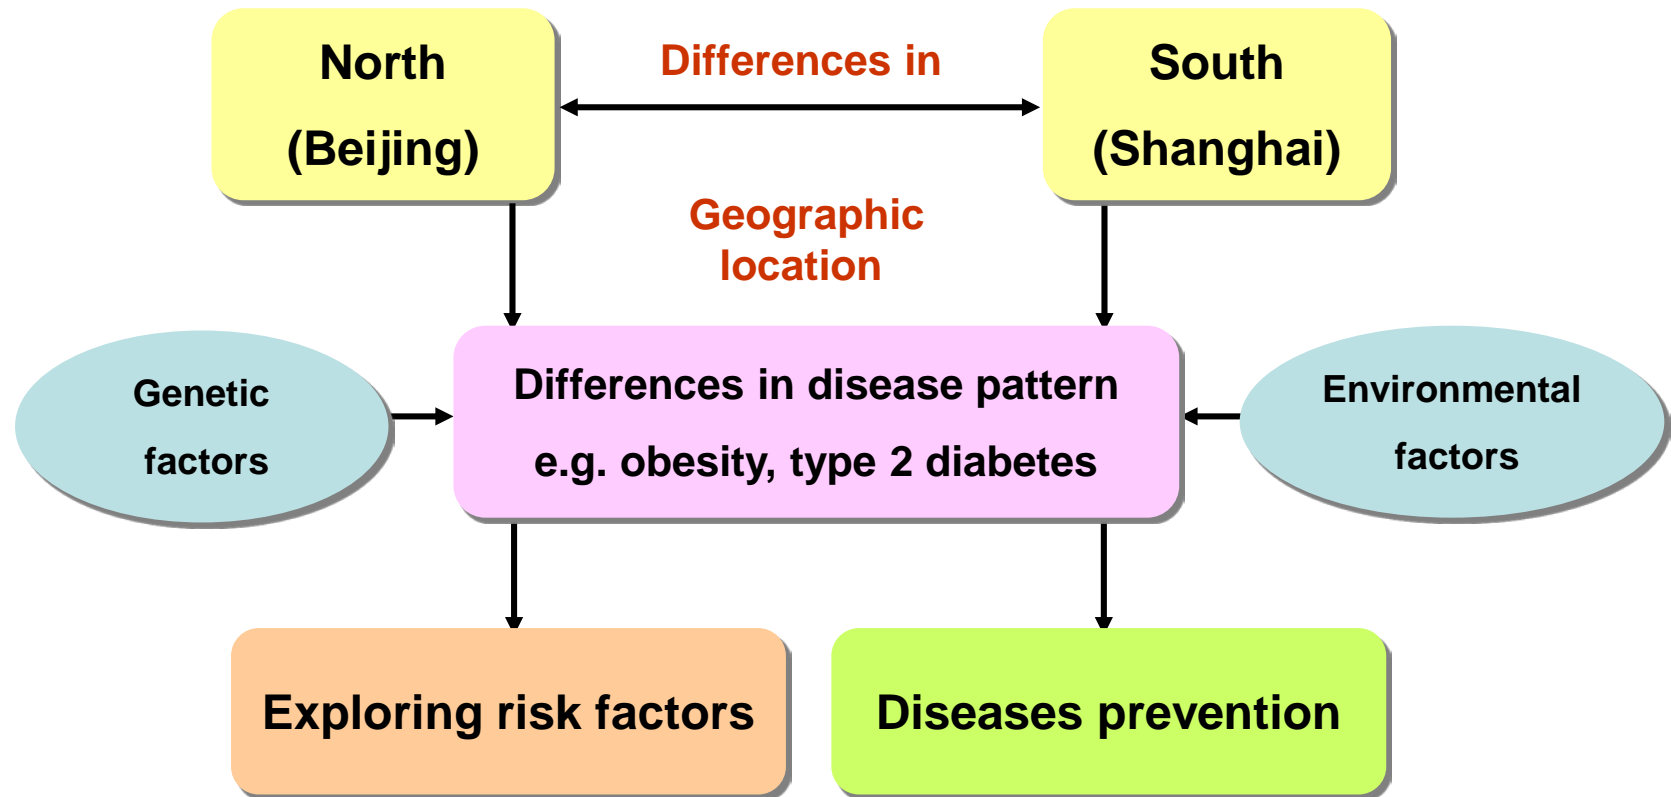 North
(Beijing)
Differences in
South
(Shanghai)
Geographic
location
Genetic
factors
Differences in disease pattern
e.g. obesity, type 2 diabetes
Environmental
factors
Exploring risk factors
Diseases prevention